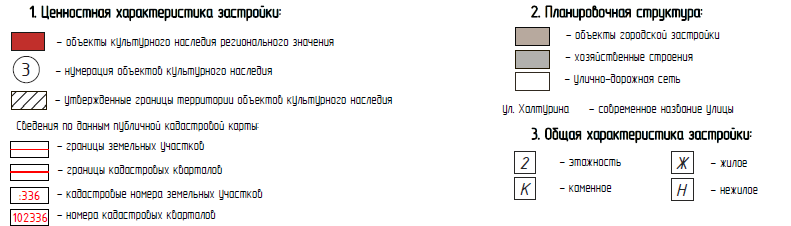 1. Ценностная характеристика застройки:
– объекты культурного наследия регионального значения
3 – нумерация объектов культурного наследия
– утвержденные границы территории объектов культурного наследия
Сведения по данным публичной кадастровой карты:
– границы земельных участков
– границы кадастровых кварталов
:336 – кадастровые номера земельных участков
102336 – номера кадастровых кварталов
2. Планировочная структура:
– объекты городской застройки
– хозяйственные строения
– улично-дорожная сеть
ул. Халтурина – современное название улицы
3. Общая характеристика застройки:
2 – этажность Ж – жилое
К – каменное Н – нежилое